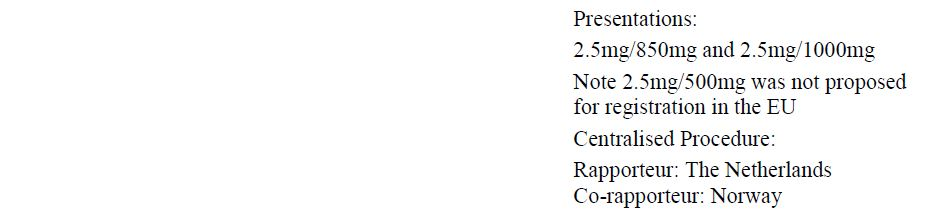 Presentations:
2.5mg/850mg and 2.5mg/1000mg
Note 2.5mg/500mg was not proposed
for registration in the EU
Centralised Procedure:
Rapporteur: The Netherlands
Co-rapporteur: Norway